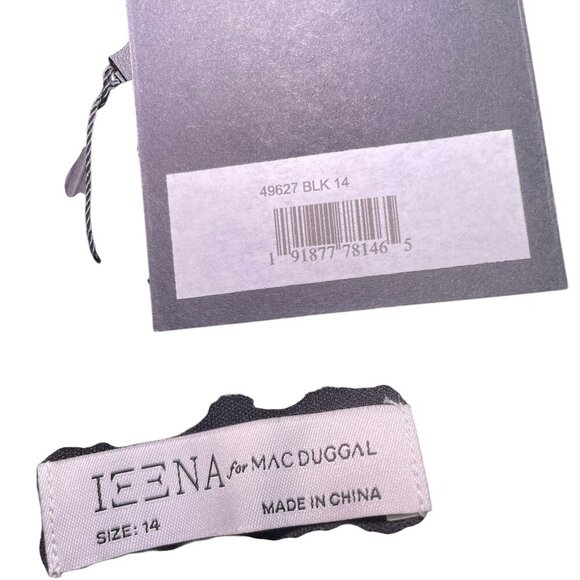 49627 BLK 14
1 91877 78146 5
IEENA for MAC DUGGAL
SIZE: 14
MADE IN CHINA